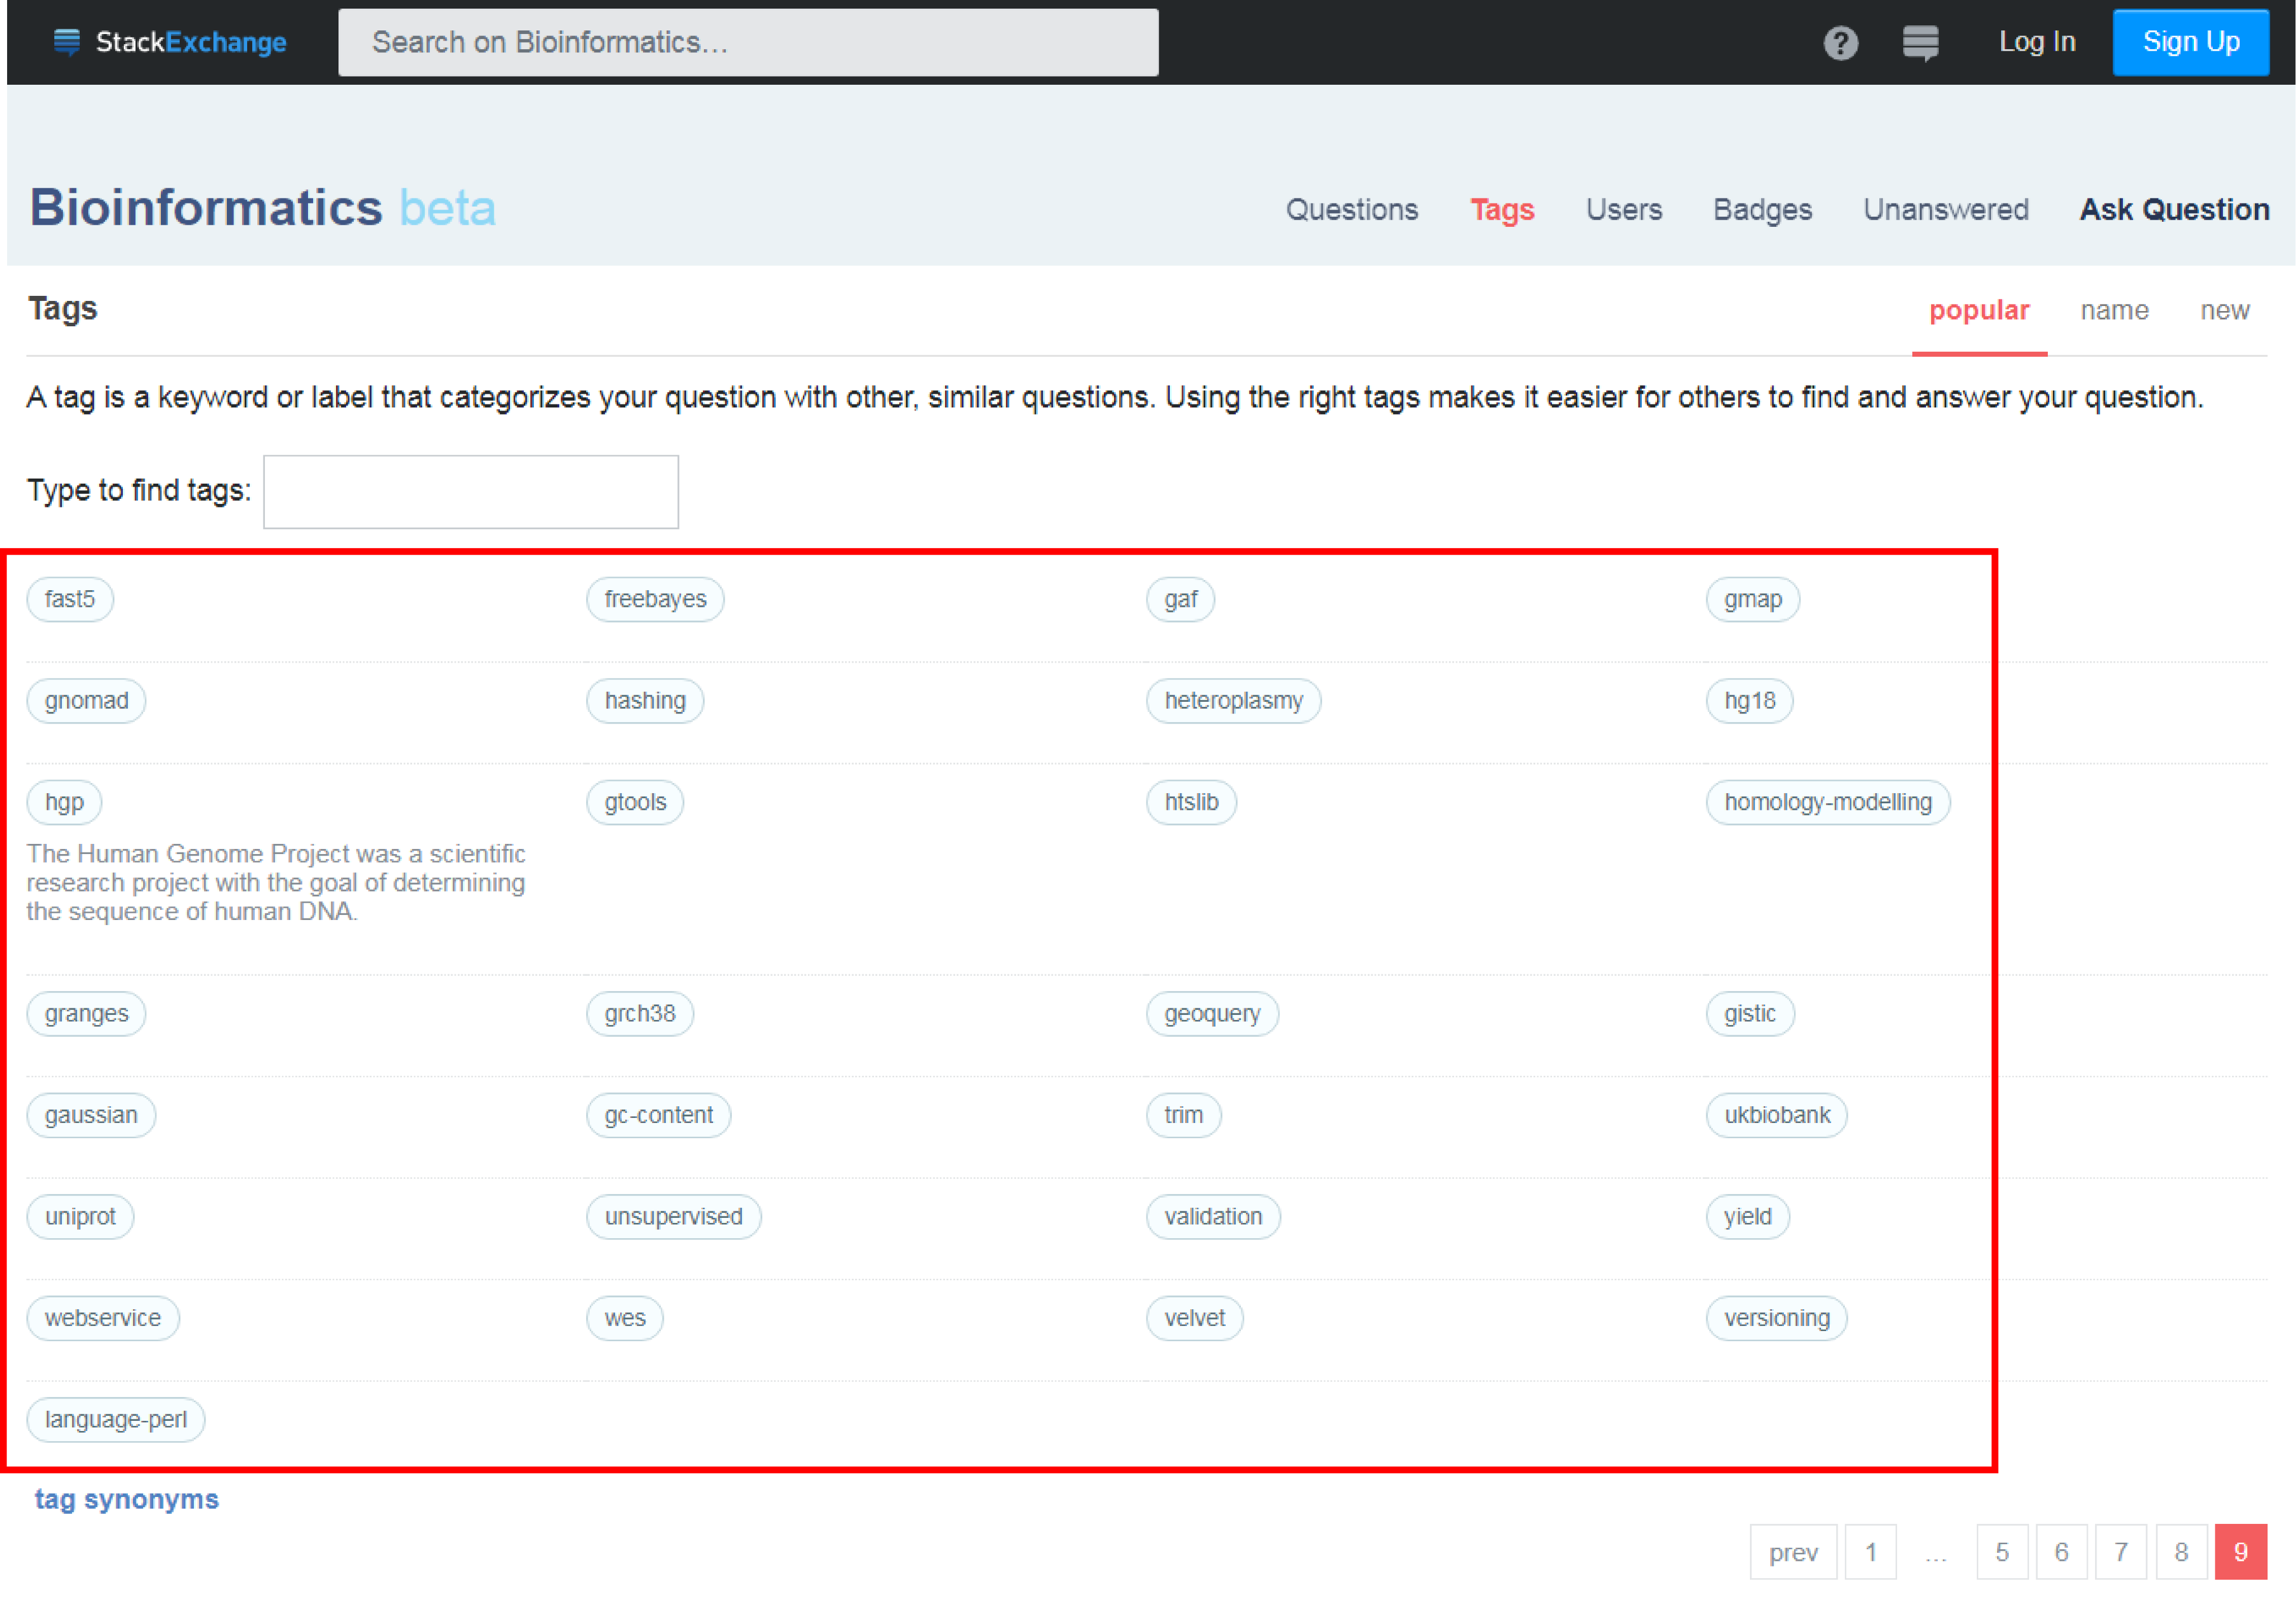 StackExchange Search on Bioinformatics... ? Log In Sign Up
Bioinformatics beta Questions Tags Users Badges Unanswered Ask Question
Tags popular name new
A tag is a keyword or label that categorizes your question with other, similar questions. Using the right tags makes it easier for others to find and answer your question.
Type to find tags:
fast5 freebayes gaf gmap
gnomad hashing heteroplasmy hg18
hgp gtools htslib homology-modelling
The Human Genome Project was a scientific
research project with the goal of determining
the sequence of human DNA.
granges grch38 geoquery gistic
gaussian gc-content trim ukbiobank
uniprot unsupervised validation yield
webservice wes velvet versioning
language-perl
tag synonyms
prev 1 ... 5 6 7 8 9